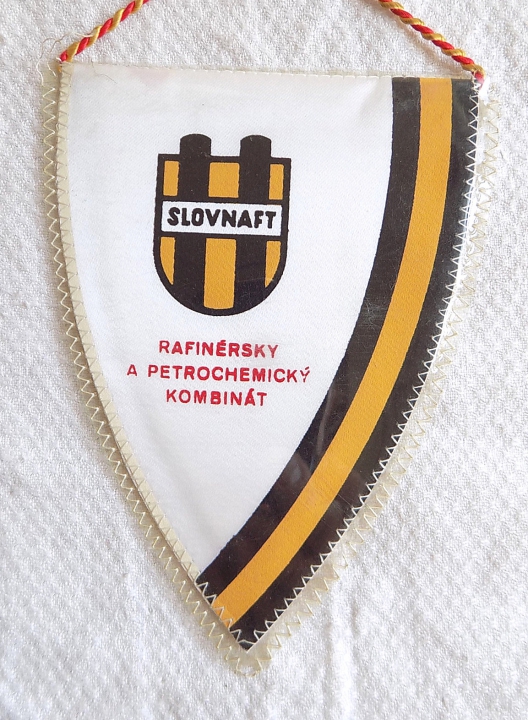 SLOVNAFT
RAFINÉRSKY
A PETROCHEMICKÝ
KOMBINÁT